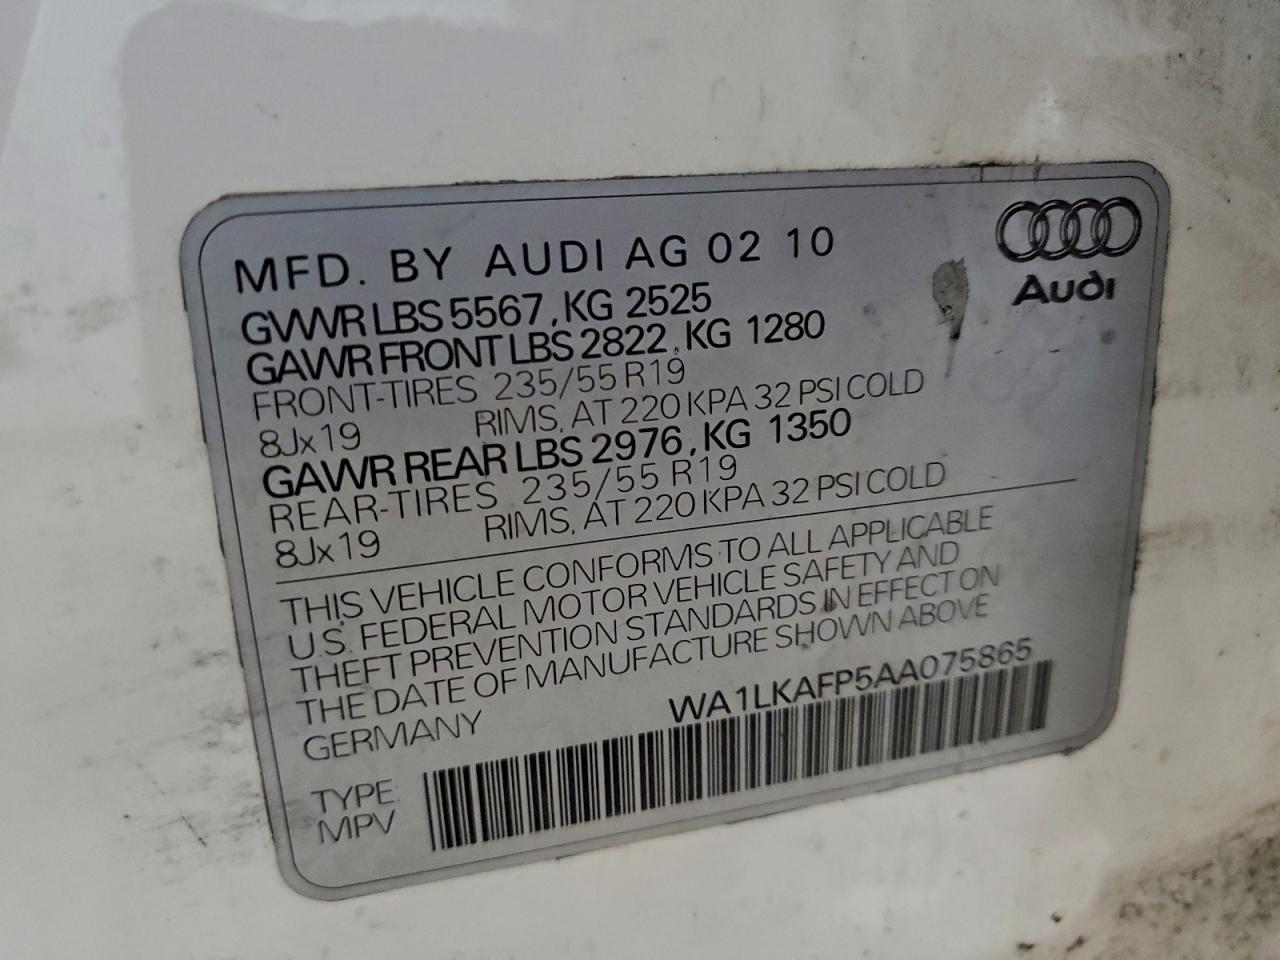 MFD. BY AUDI AG 02 10
Audi
GVWR LBS 5567, KG 2525
GAWR FRONT LBS 2822, KG 1280
FRONT-TIRES 235/55 R19
8Jx19 RIMS, AT 220 KPA 32 PSI COLD
GAWR REAR LBS 2976, KG 1350
REAR-TIRES 235/55 R19
8Jx19 RIMS, AT 220 KPA 32 PSI COLD
THIS VEHICLE CONFORMS TO ALL APPLICABLE
U.S. FEDERAL MOTOR VEHICLE SAFETY AND
THEFT PREVENTION STANDARDS IN EFFECT ON
THE DATE OF MANUFACTURE SHOWN ABOVE
GERMANY WA1LKAFP5AA075865
TYPE:
MPV